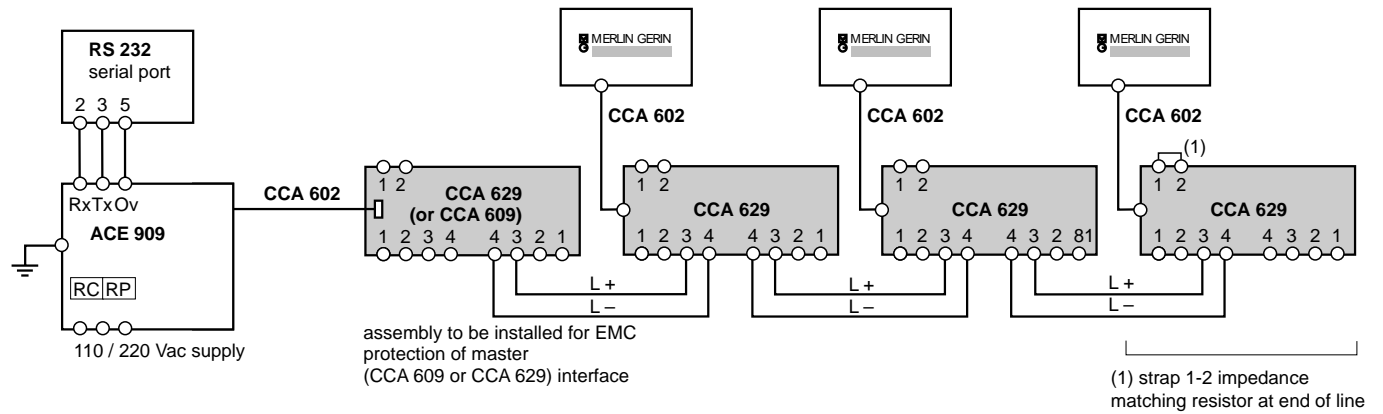 RS 232
serial port
2 3 5
RxTxOv
ACE 909
RC RP
110 / 220 Vac supply
CCA 602
1 2
CCA 629
(or CCA 609)
1 2 3 4 4 3 2 1
assembly to be installed for EMC
protection of master
(CCA 609 or CCA 629) interface
MERLIN GERIN
CCA 602
1 2
CCA 629
1 2 3 4 4 3 2 1
L +
L –
MERLIN GERIN
CCA 602
1 2
CCA 629
1 2 3 4 4 3 2 81
L +
L –
MERLIN GERIN
CCA 602
(1)
1 2
CCA 629
1 2 3 4 4 3 2 1
L +
L –
(1) strap 1-2 impedance
matching resistor at end of line